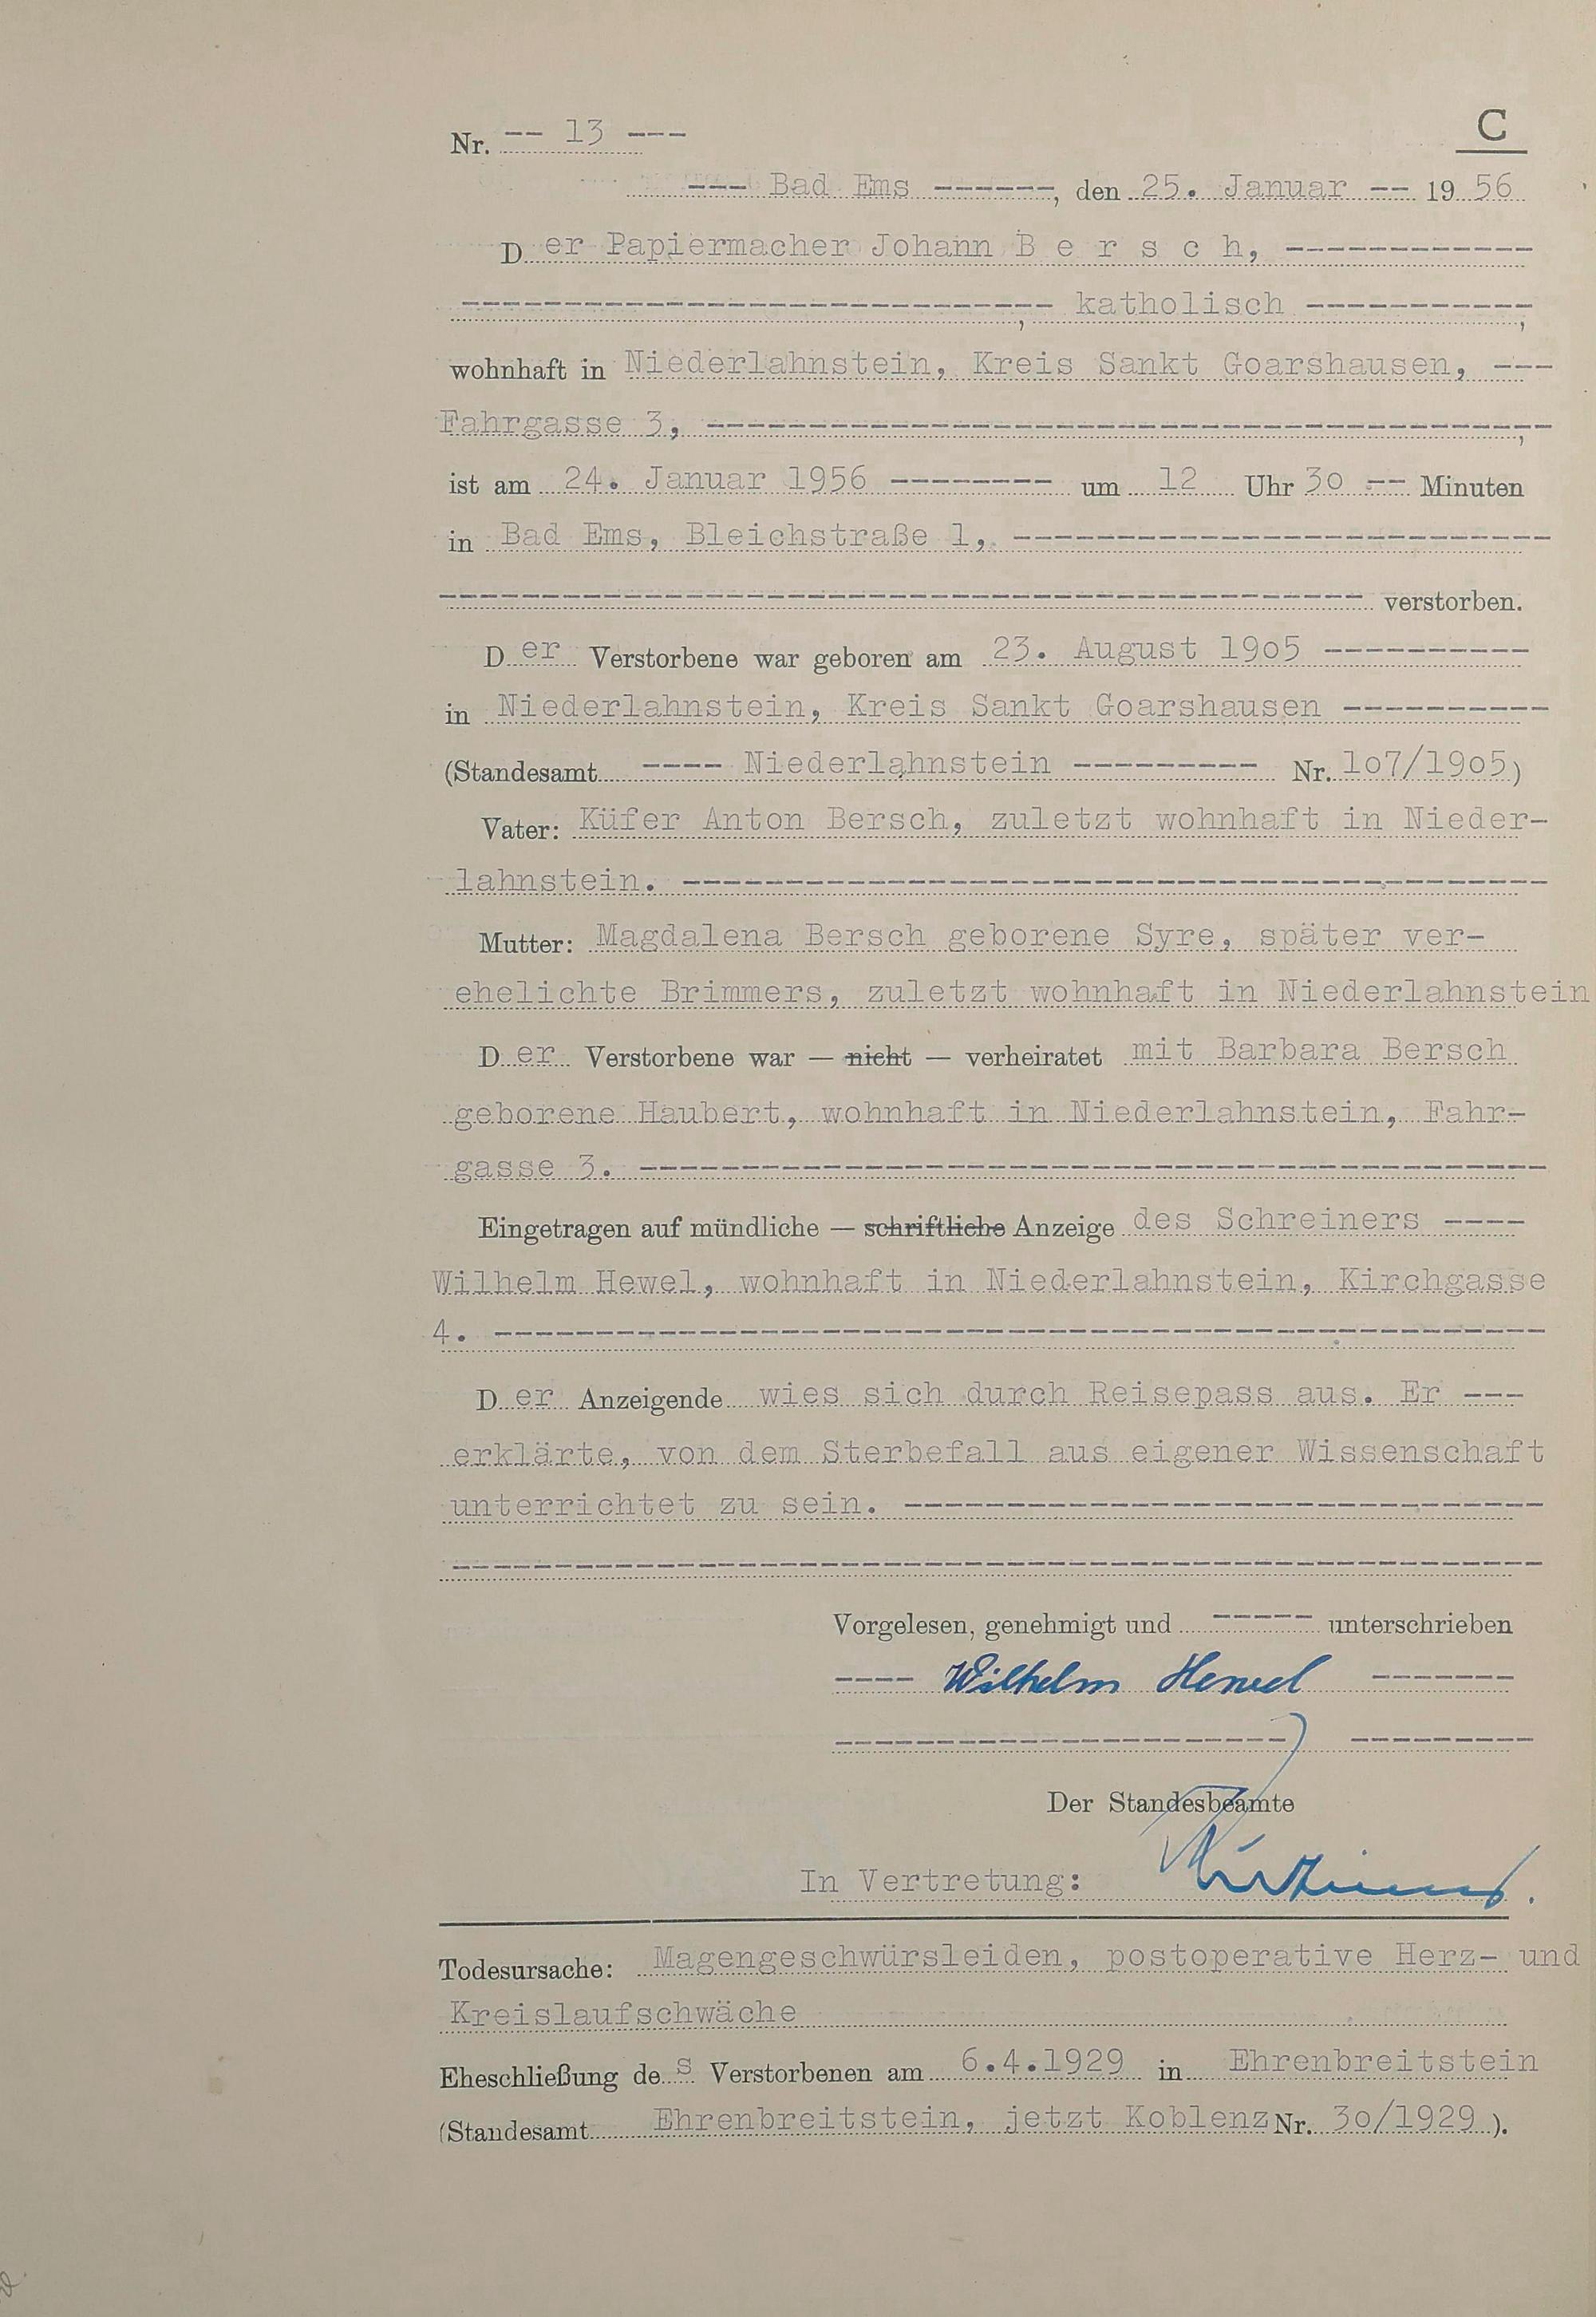 Nr. -- 13 ---
C
--- Bad Ems ------, den 25. Januar -- 1956
Der Papiermacher Johann B e r s c h, ------------
-----------------------------, katholisch -----------,
wohnhaft in Niederlahnstein, Kreis Sankt Goarshausen, ---
Fahrgasse 3, -----------------------------------------,
ist am 24. Januar 1956 -------- um 12 Uhr 3o -- Minuten
in Bad Ems, Bleichstraße 1, --------------------------
--------------------------------------------- verstorben.
Der Verstorbene war geboren am 23. August 19o5 ----------
in Niederlahnstein, Kreis Sankt Goarshausen ----------
(Standesamt ---- Niederlahnstein --------- Nr. 1o7/19o5)
Vater: Küfer Anton Bersch, zuletzt wohnhaft in Nieder-
lahnstein. ------------------------------------------
Mutter: Magdalena Bersch geborene Syre, später ver-
ehelichte Brimmers, zuletzt wohnhaft in Niederlahnstein
Der Verstorbene war — nicht — verheiratet mit Barbara Bersch
geborene Haubert, wohnhaft in Niederlahnstein, Fahr-
gasse 3. --------------------------------------------
Eingetragen auf mündliche — schriftliche Anzeige des Schreiners ----
Wilhelm Hewel, wohnhaft in Niederlahnstein, Kirchgasse
4. ---------------------------------------------------
Der Anzeigende wies sich durch Reisepass aus. Er ---
erklärte, von dem Sterbefall aus eigener Wissenschaft
unterrichtet zu sein. -------------------------------
-----------------------------------------------------
Vorgelesen, genehmigt und ----- unterschrieben
---- Wilhelm Hewel -------
---------------------- ---------
Der Standesbeamte
In Vertretung:
Todesursache: Magengeschwürsleiden, postoperative Herz- und
Kreislaufschwäche
Eheschließung des Verstorbenen am 6.4.1929 in Ehrenbreitstein
(Standesamt Ehrenbreitstein, jetzt Koblenz Nr. 3o/1929).